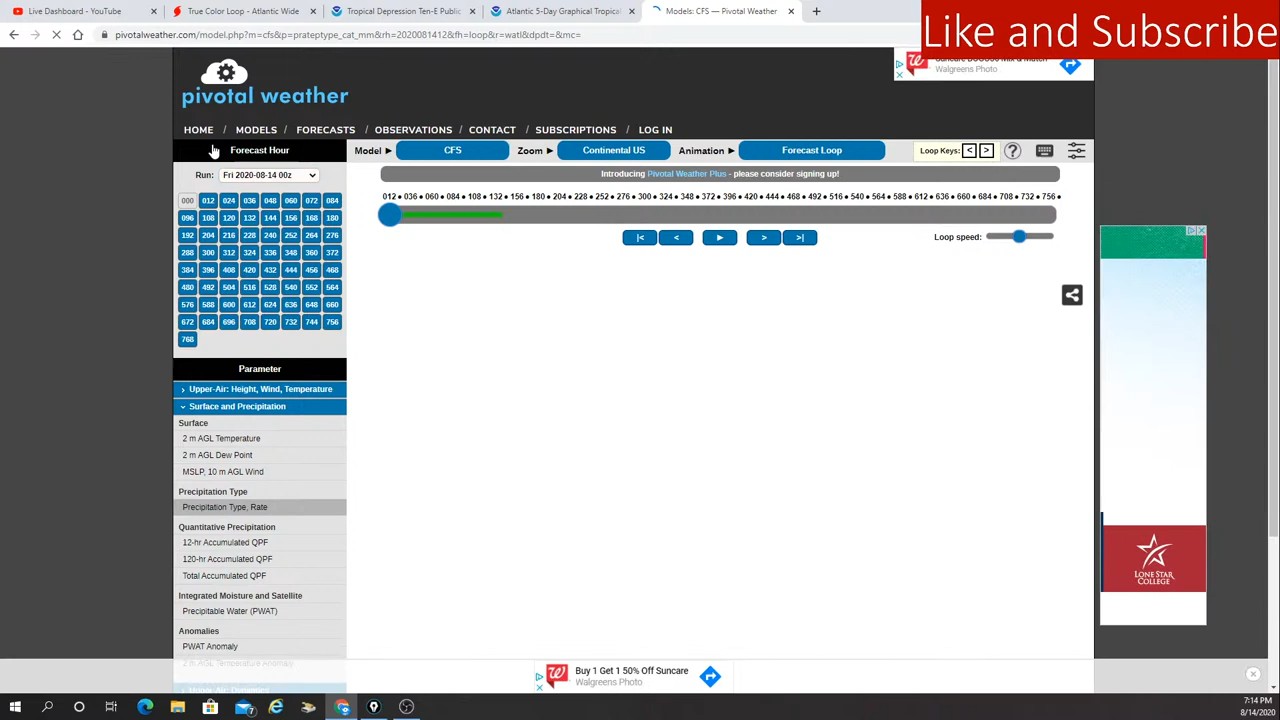 Live Dashboard - YouTube
True Color Loop - Atlantic Wide
Tropical Depression Ten-E Public
Atlantic 5-Day Graphical Tropical
Models: CFS — Pivotal Weather
Like and Subscribe
pivotalweather.com/model.php?m=cfs&p=prateptype_cat_mm&rh=2020081412&fh=loop&r=watl&dpdt=&mc=
Walgreens Photo
pivotal weather
HOME / MODELS / FORECASTS / OBSERVATIONS / CONTACT / SUBSCRIPTIONS / LOG IN
Forecast Hour
Model ► CFS
Zoom ► Continental US
Animation ► Forecast Loop
Loop Keys: < >
Run: Fri 2020-08-14 00z
Introducing Pivotal Weather Plus - please consider signing up!
012 • 036 • 060 • 084 • 108 • 132 • 156 • 180 • 204 • 228 • 252 • 276 • 300 • 324 • 348 • 372 • 396 • 420 • 444 • 468 • 492 • 516 • 540 • 564 • 588 • 612 • 636 • 660 • 684 • 708 • 732 • 756 •
000 012 024 036 048 060 072 084
096 108 120 132 144 156 168 180
192 204 216 228 240 252 264 276
288 300 312 324 336 348 360 372
384 396 408 420 432 444 456 468
480 492 504 516 528 540 552 564
576 588 600 612 624 636 648 660
672 684 696 708 720 732 744 756
768
|< < ► > >|
Loop speed:
Parameter
Upper-Air: Height, Wind, Temperature
Surface and Precipitation
Surface
2 m AGL Temperature
2 m AGL Dew Point
MSLP, 10 m AGL Wind
Precipitation Type
Precipitation Type, Rate
Quantitative Precipitation
12-hr Accumulated QPF
120-hr Accumulated QPF
Total Accumulated QPF
Integrated Moisture and Satellite
Precipitable Water (PWAT)
Anomalies
PWAT Anomaly
2 m AGL Temperature Anomaly
Upper-Air: Dynamics
LONE STAR
COLLEGE
Buy 1 Get 1 50% Off Suncare
Walgreens Photo
7:14 PM
8/14/2020